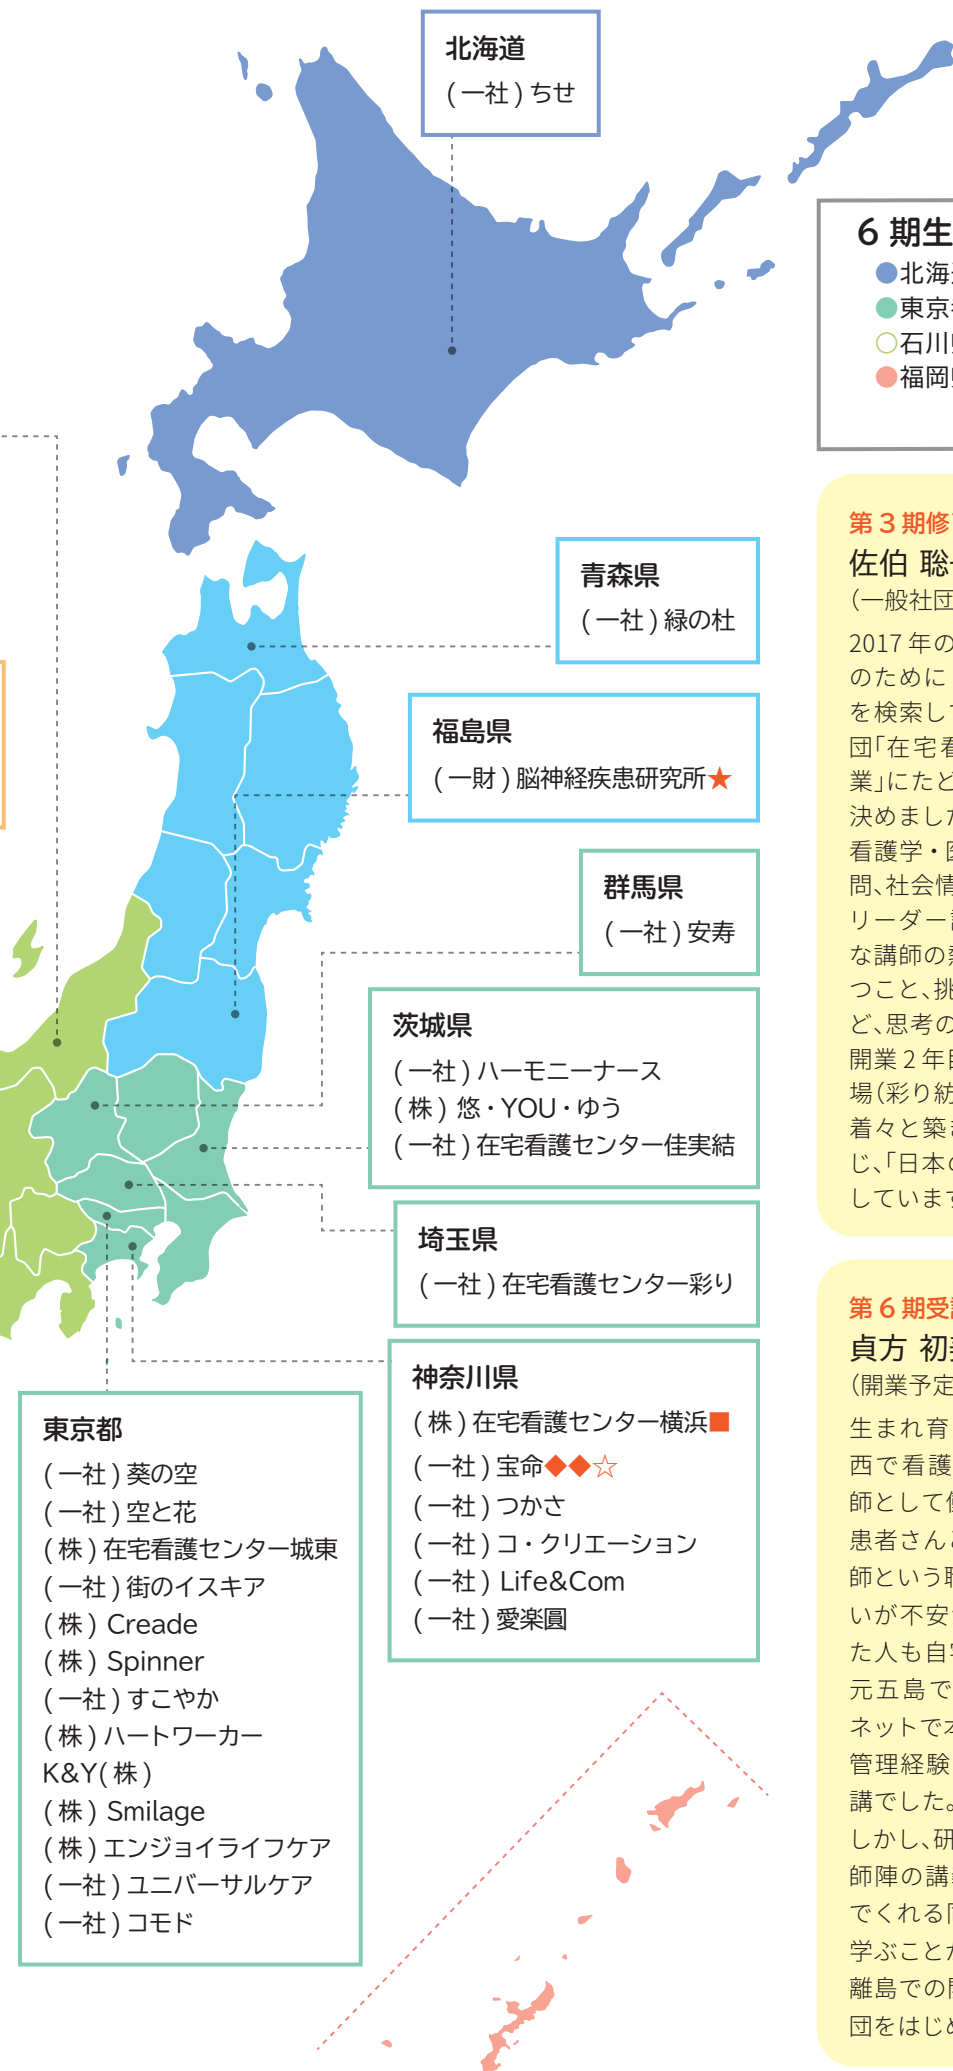 北海道
(一社)ちせ
青森県
(一社)緑の杜
福島県
(一財)脳神経疾患研究所★
群馬県
(一社)安寿
茨城県
(一社)ハーモニーナース
(株)悠・YOU・ゆう
(一社)在宅看護センター佳実結
埼玉県
(一社)在宅看護センター彩り
神奈川県
(株)在宅看護センター横浜■
(一社)宝命◆◆☆
(一社)つかさ
(一社)コ・クリエーション
(一社)Life&Com
(一社)愛楽圓
東京都
(一社)葵の空
(一社)空と花
(株)在宅看護センター城東
(一社)街のイスキア
(株)Creade
(株)Spinner
(一社)すこやか
(株)ハートワーカー
K&Y(株)
(株)Smilage
(株)エンジョイライフケア
(一社)ユニバーサルケア
(一社)コモド
6期生
●北海
●東京
○石川
●福岡
第3期修
佐伯 聡
(一般社団
2017年の
のために
を検索して
団「在宅看
業」にたど
決めました
看護学・医
問、社会情
リーダー
な講師の熱
つこと、挑
ど、思考の
開業2年目
場(彩り紡
着々と築き
じ、「日本の
しています
第6期受
貞方 初
(開業予定
生まれ育
西で看護
師として
患者さんと
師という職
いが不安
た人も自宅
元五島で
ネットで本
管理経験
講でした。
しかし、研
師陣の講
でくれる同
学ぶことが
離島での開
団をはじめ